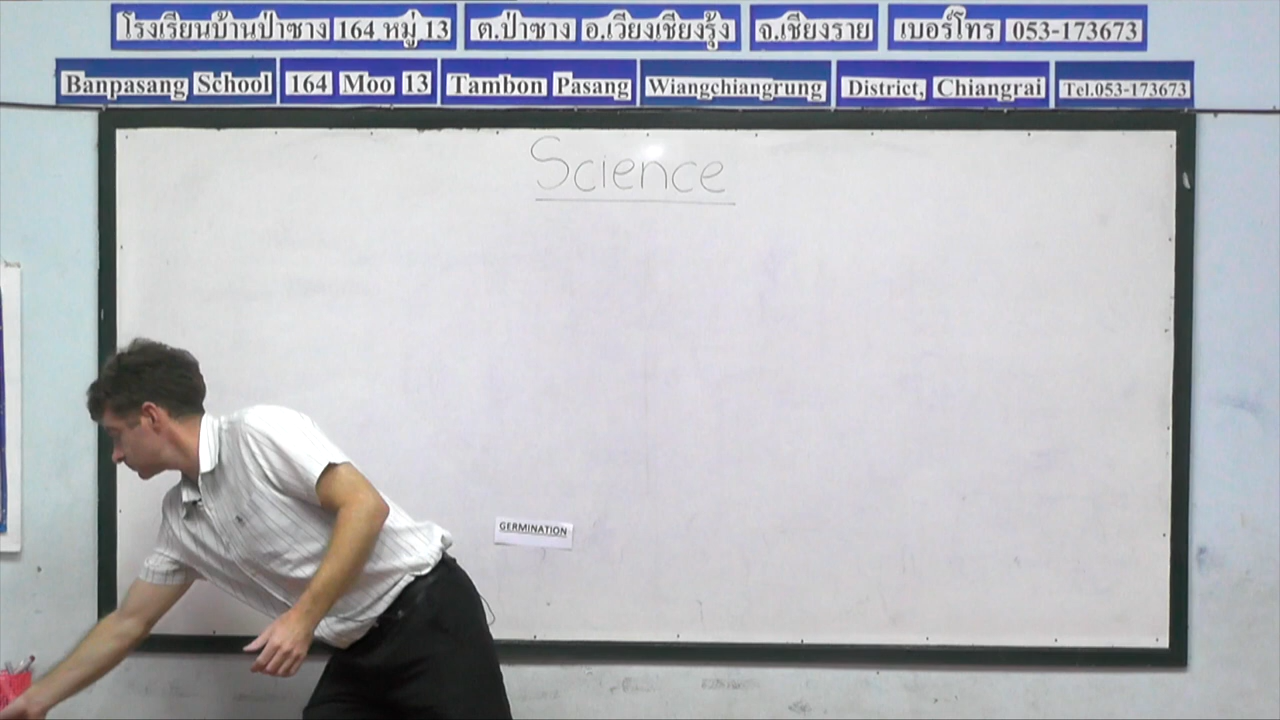 โรงเรียนบ้านป่าซาง 164 หมู่ 13 ต.ป่าซาง อ.เวียงเชียงรุ้ง จ.เชียงราย เบอร์โทร 053-173673
Banpasang School 164 Moo 13 Tambon Pasang Wiangchiangrung District, Chiangrai Tel.053-173673
Science
GERMINATION